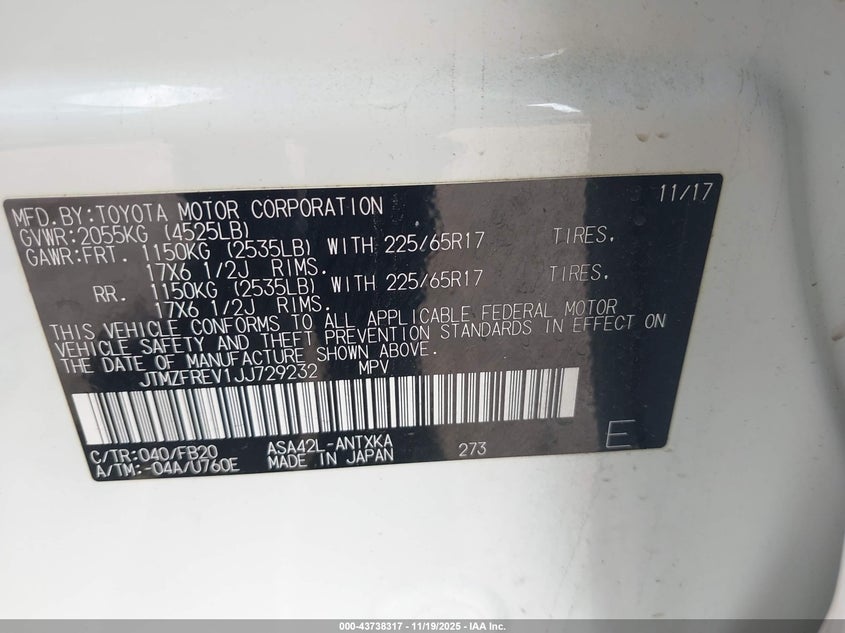 11/17
MFD.BY:TOYOTA MOTOR CORPORATION
GVWR:2055KG (4525LB)
GAWR:FRT. 1150KG (2535LB) WITH 225/65R17 TIRES.
17X6 1/2J RIMS.
RR. 1150KG (2535LB) WITH 225/65R17 TIRES.
17X6 1/2J RIMS.
THIS VEHICLE CONFORMS TO ALL APPLICABLE FEDERAL MOTOR
VEHICLE SAFETY AND THEFT PREVENTION STANDARDS IN EFFECT ON
THE DATE OF MANUFACTURE SHOWN ABOVE.
JTMZFREV1JJ729232 MPV
C/TR:040/FB20 ASA42L-ANTXKA 273 E
A/TM:-04A/U760E MADE IN JAPAN
000-43738317 - 11/19/2025 - IAA Inc.